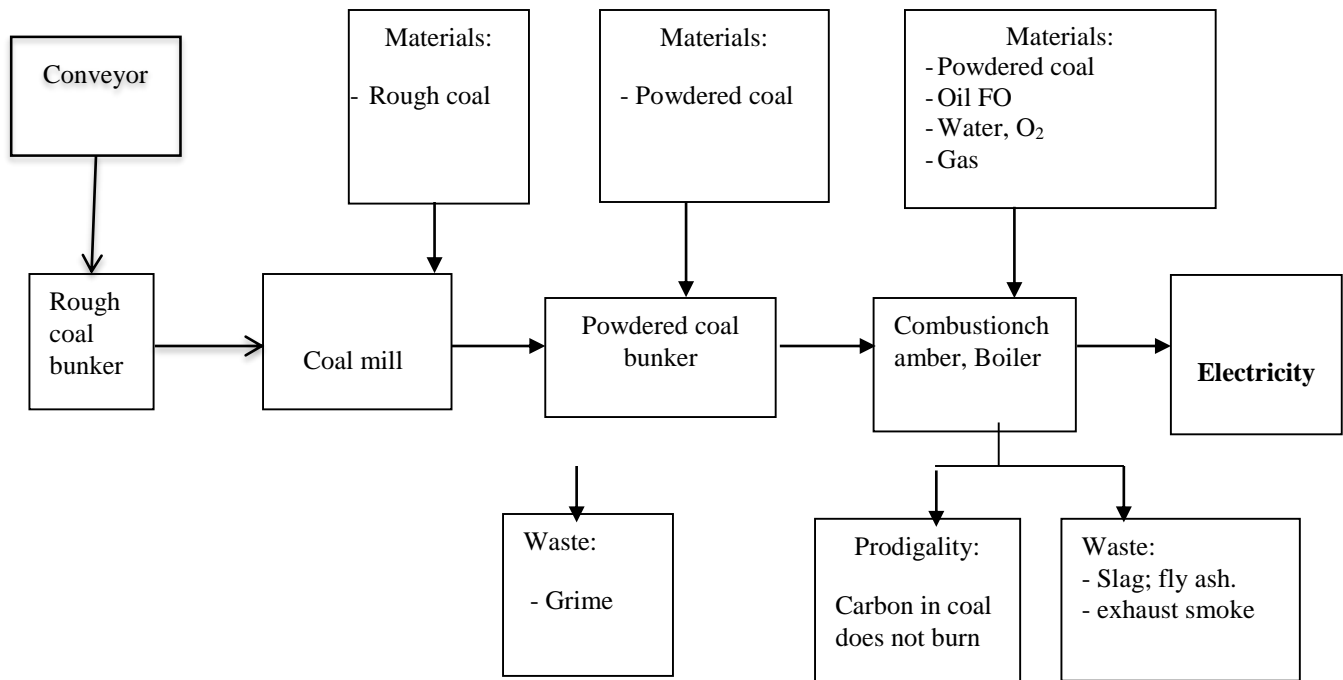 Conveyor
Materials:
- Rough coal
Materials:
- Powdered coal
Materials:
- Powdered coal
- Oil FO
- Water, O₂
- Gas
Rough
coal
bunker
Coal mill
Powdered coal
bunker
Combustionch
amber, Boiler
Electricity
Waste:
- Grime
Prodigality:
Carbon in coal
does not burn
Waste:
- Slag; fly ash.
- exhaust smoke